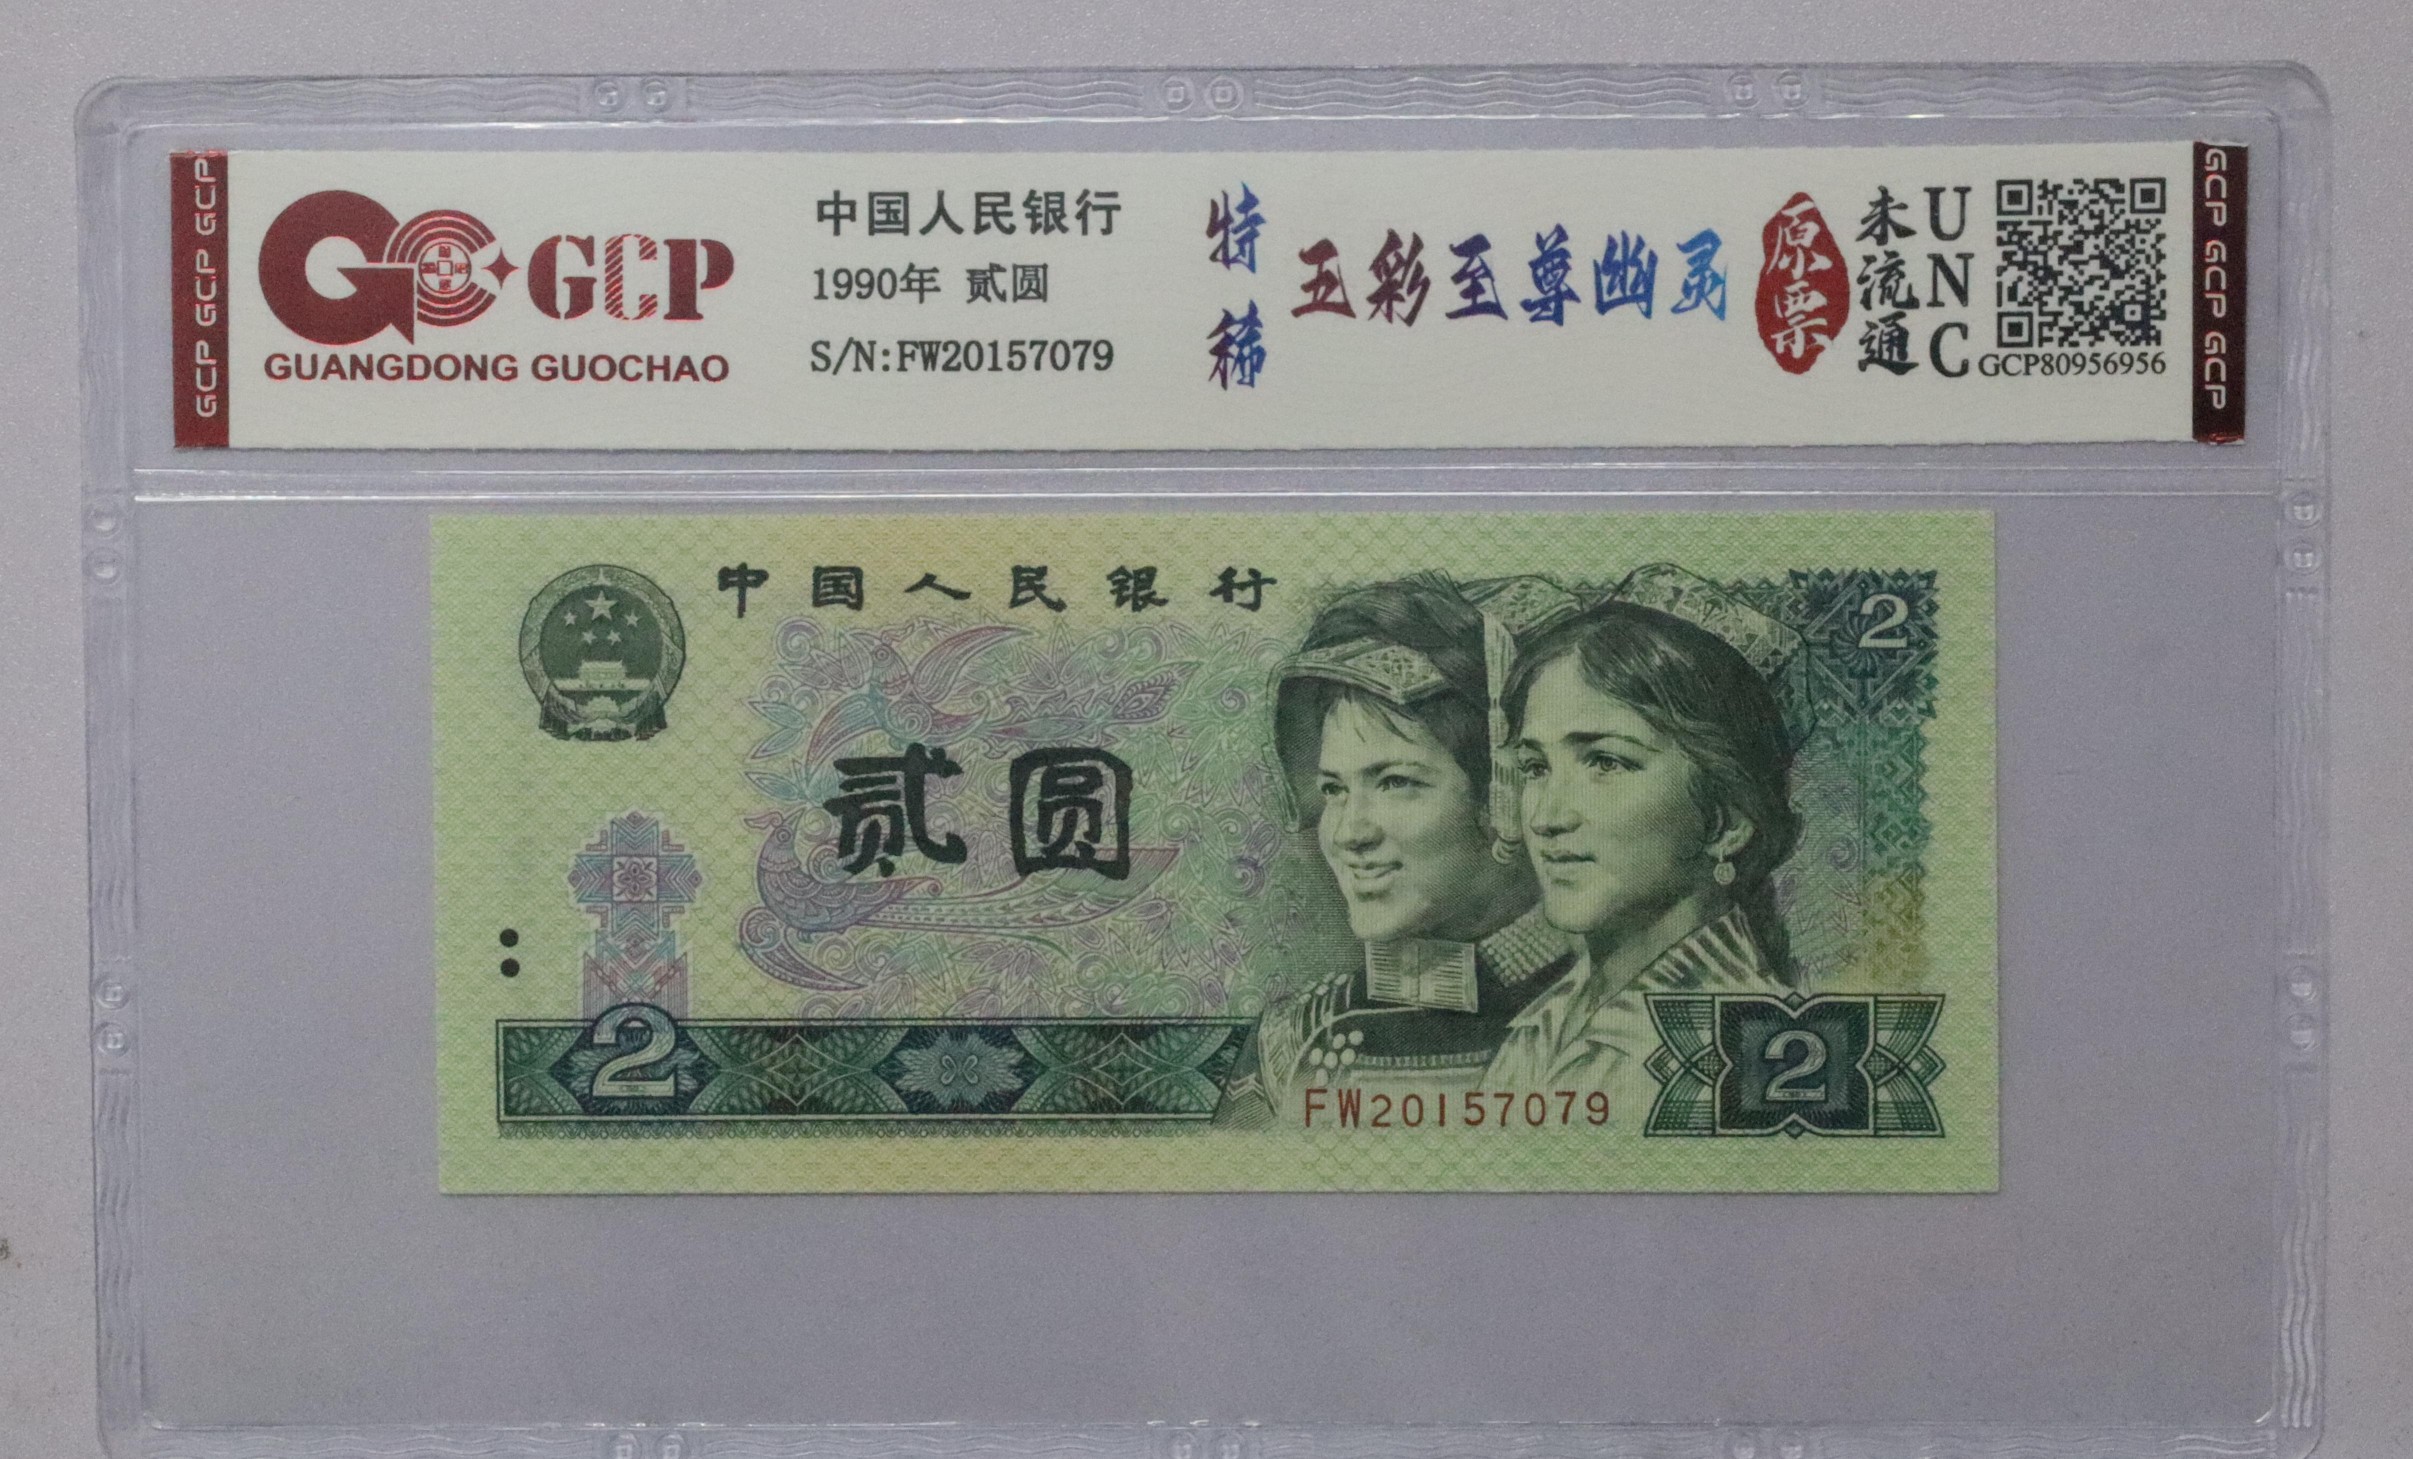 GCP GCP GCP
GCP
GUANGDONG GUOCHAO
中国人民银行
1990年 贰圆
S/N:FW20157079
特稀
五彩至尊幽灵
原票
未流通
UNC
GCP80956956
GCP GCP GCP
中国人民银行
2
贰圆
2
FW20157079
2